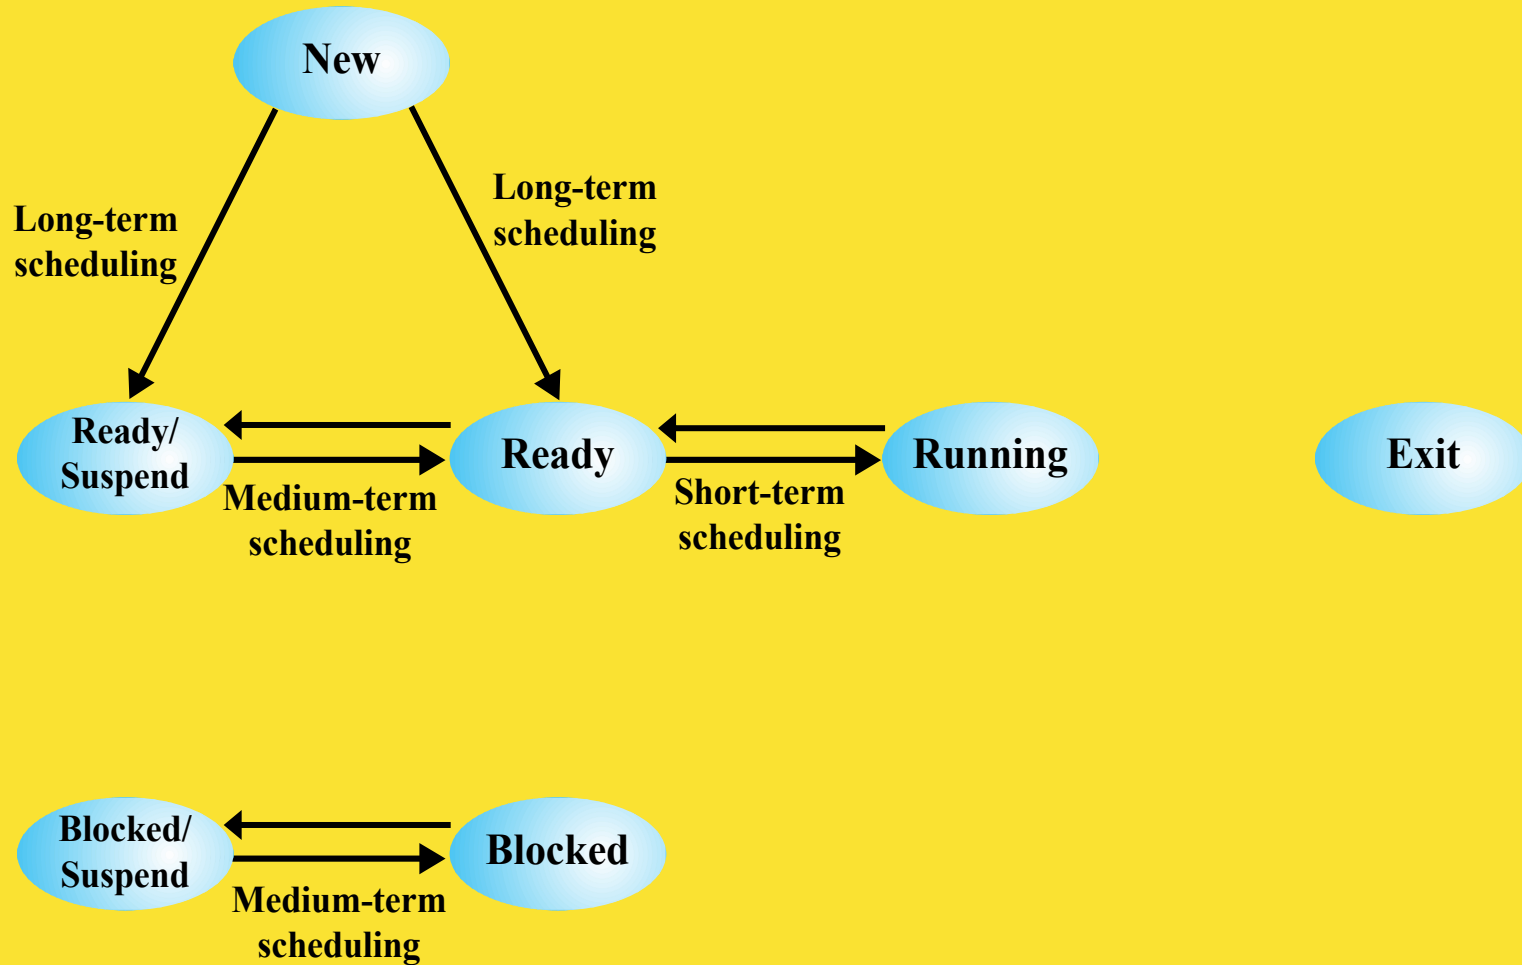 New
Long-term
scheduling
Long-term
scheduling
Ready/
Suspend
Ready
Running
Exit
Medium-term
scheduling
Short-term
scheduling
Blocked/
Suspend
Blocked
Medium-term
scheduling